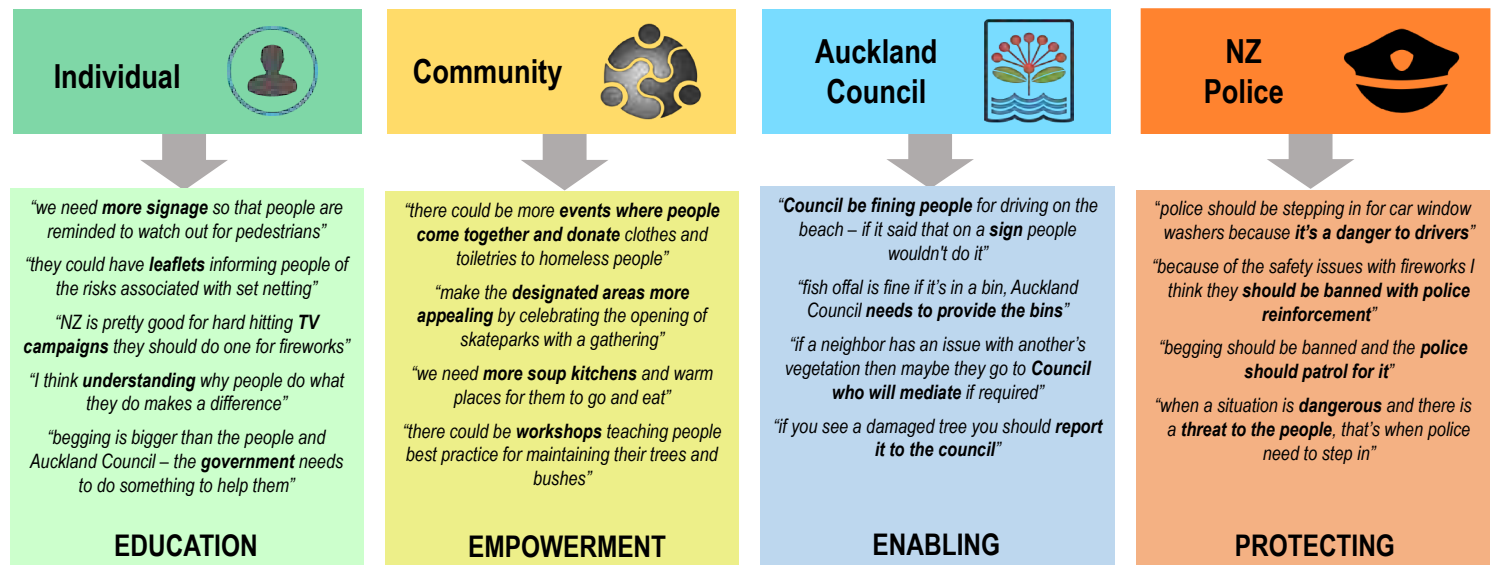 Individual
“we need more signage so that people are
reminded to watch out for pedestrians”
“they could have leaflets informing people of
the risks associated with set netting”
“NZ is pretty good for hard hitting TV
campaigns they should do one for fireworks”
“I think understanding why people do what
they do makes a difference”
“begging is bigger than the people and
Auckland Council – the government needs
to do something to help them”
EDUCATION
Community
“there could be more events where people
come together and donate clothes and
toiletries to homeless people”
“make the designated areas more
appealing by celebrating the opening of
skateparks with a gathering”
“we need more soup kitchens and warm
places for them to go and eat”
“there could be workshops teaching people
best practice for maintaining their trees and
bushes”
EMPOWERMENT
Auckland
Council
“Council be fining people for driving on the
beach – if it said that on a sign people
wouldn't do it”
“fish offal is fine if it’s in a bin, Auckland
Council needs to provide the bins”
“if a neighbor has an issue with another’s
vegetation then maybe they go to Council
who will mediate if required”
“if you see a damaged tree you should report
it to the council”
ENABLING
NZ
Police
“police should be stepping in for car window
washers because it’s a danger to drivers”
“because of the safety issues with fireworks I
think they should be banned with police
reinforcement”
“begging should be banned and the police
should patrol for it”
“when a situation is dangerous and there is
a threat to the people, that’s when police
need to step in”
PROTECTING